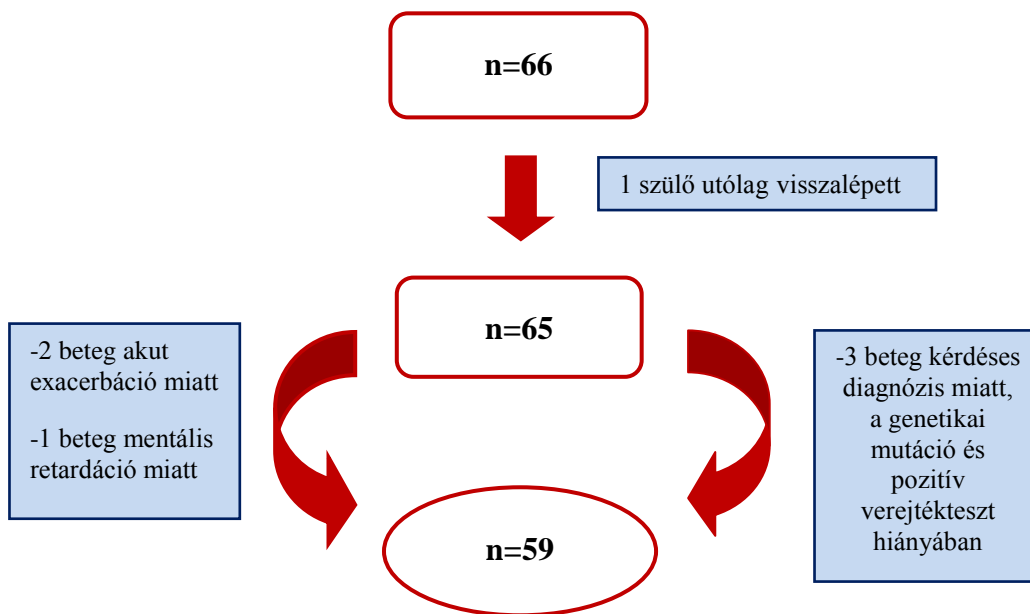 n=66
1 szülő utólag visszalépett
n=65
-2 beteg akut
exacerbáció miatt
-1 beteg mentális
retardáció miatt
-3 beteg kérdéses
diagnózis miatt,
a genetikai
mutáció és
pozitív
verejtékteszt
hiányában
n=59